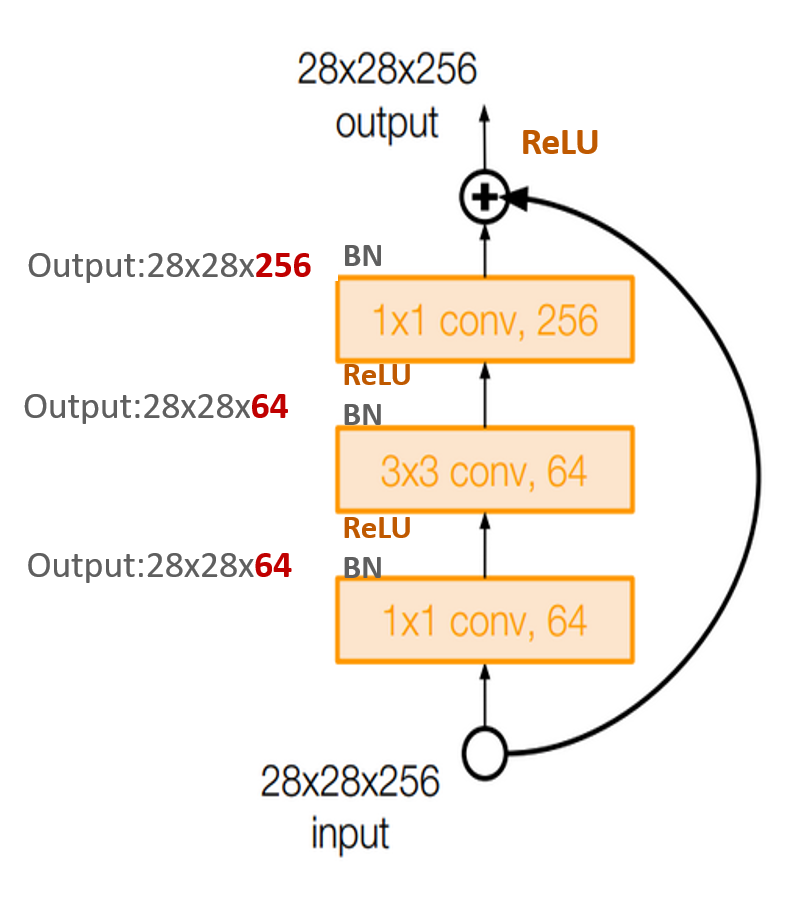 28x28x256
output
ReLU
Output:28x28x256
BN
1x1 conv, 256
ReLU
Output:28x28x64
BN
3x3 conv, 64
ReLU
Output:28x28x64
BN
1x1 conv, 64
28x28x256
input